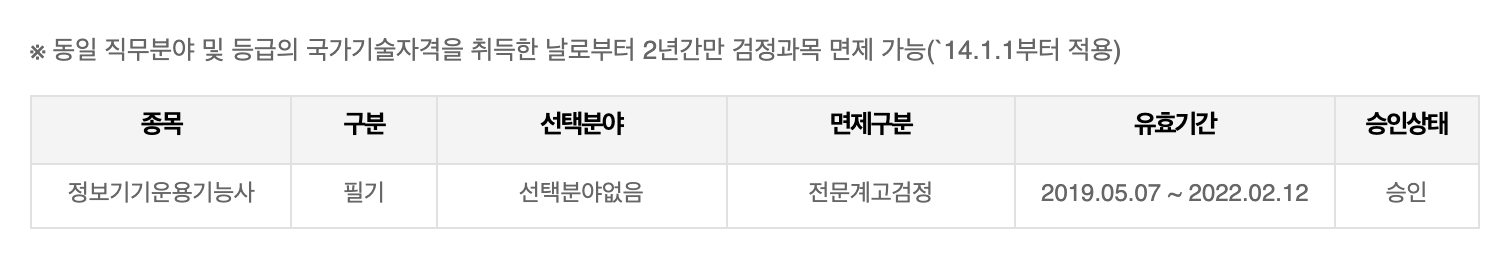 ※ 동일 직무분야 및 등급의 국가기술자격을 취득한 날로부터 2년간만 검정과목 면제 가능(`14.1.1부터 적용)
종목 구분 선택분야 면제구분 유효기간 승인상태
정보기기운용기능사 필기 선택분야없음 전문계고검정 2019.05.07 ~ 2022.02.12 승인